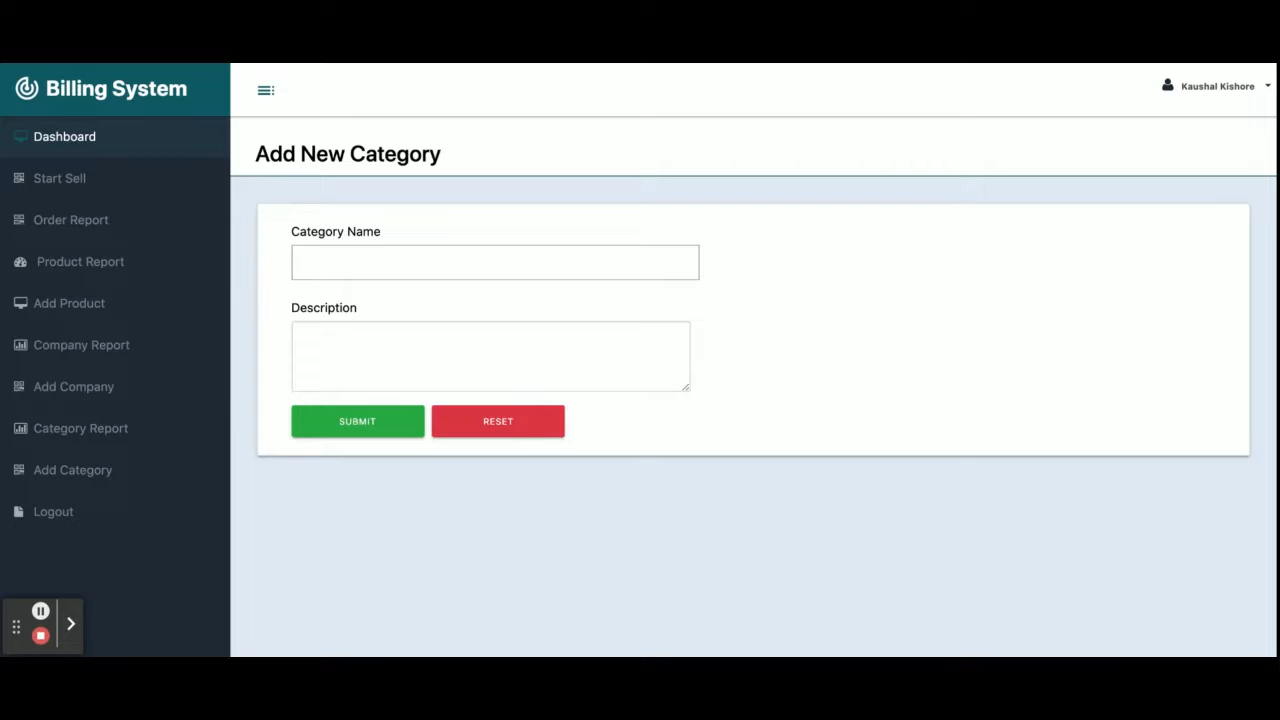 Billing System
Kaushal Kishore
Dashboard
Add New Category
Start Sell
Order Report
Product Report
Add Product
Company Report
Add Company
Category Report
Add Category
Logout
Category Name
Description
SUBMIT
RESET